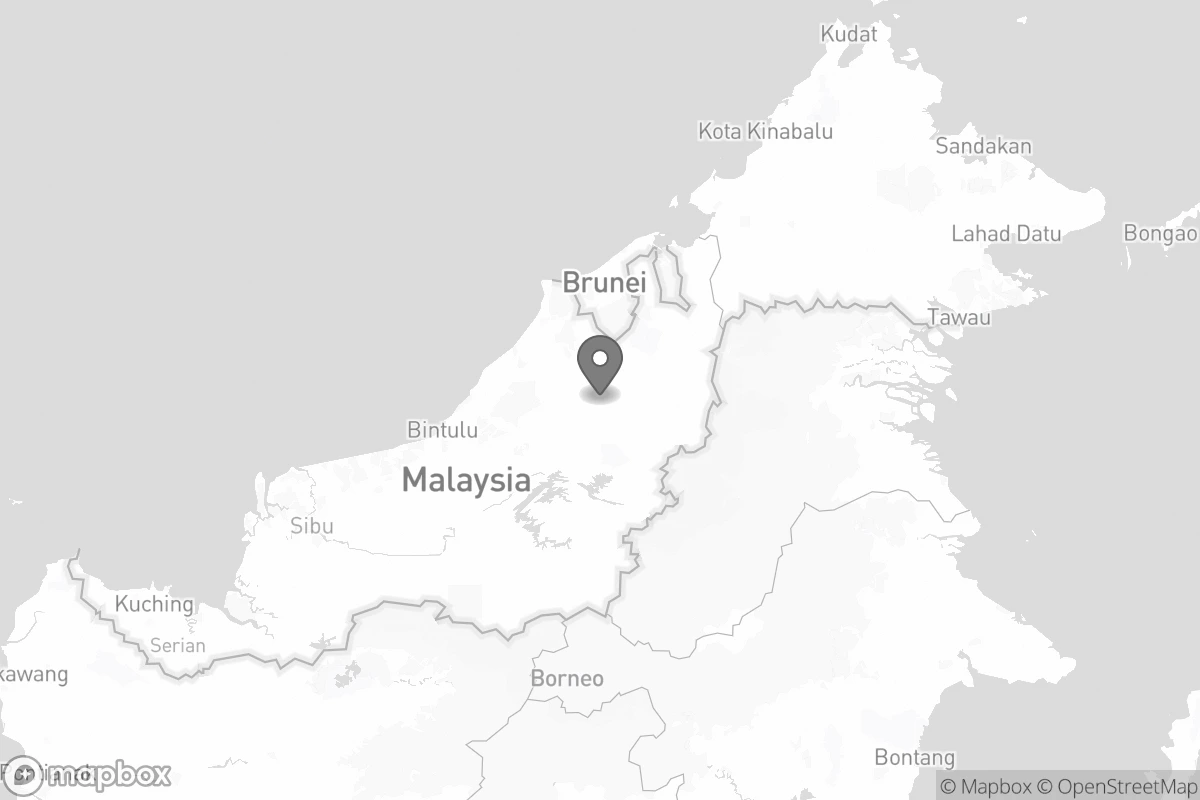 Kudat
Kota Kinabalu
Sandakan
Lahad Datu
Bongao
Brunei
Tawau
Bintulu
Malaysia
Sibu
Kuching
Serian
kawang
Borneo
Bontang
Pontianak
mapbox
© Mapbox © OpenStreetMap